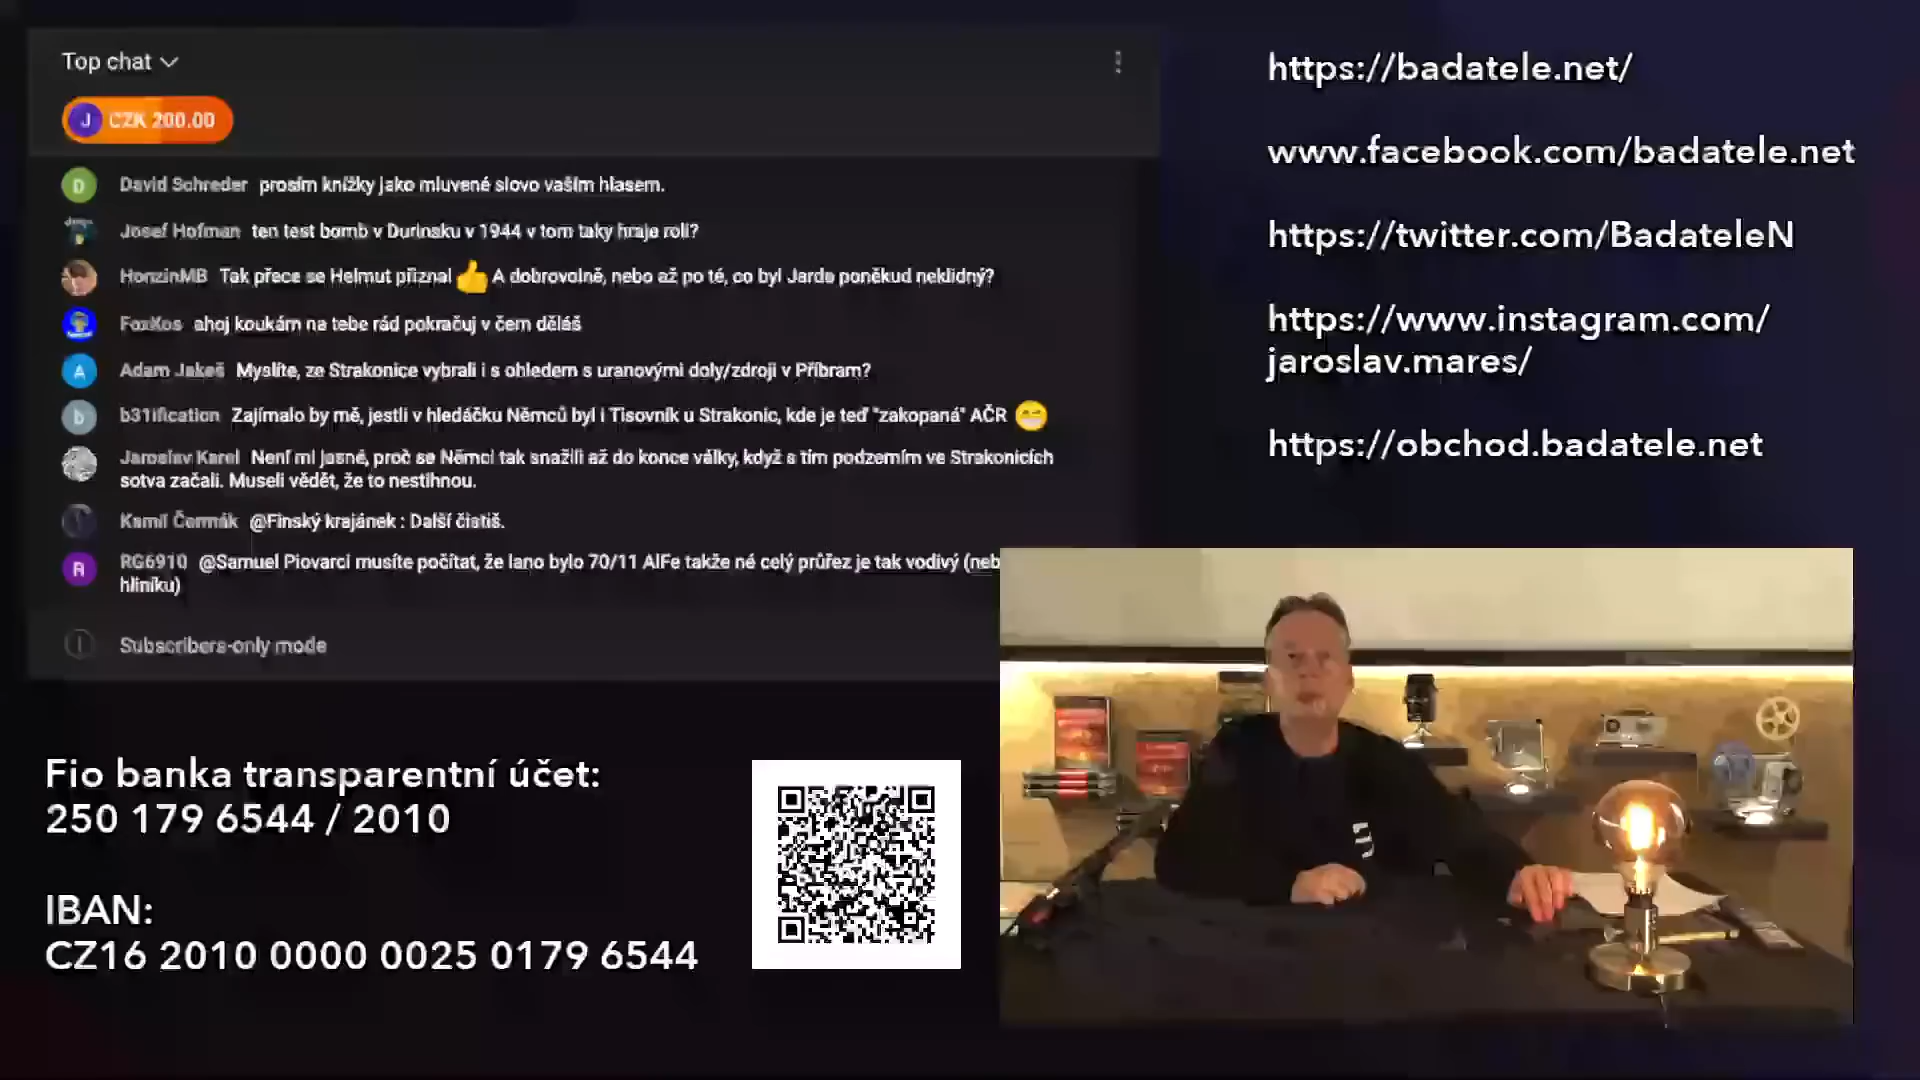 Top chat
J CZK 200.00
D David Schreder prosím knížky jako mluvené slovo vaším hlasem.
Josef Hofman ten test bomb v Durinsku v 1944 v tom taky hraje roli?
HonzinMB Tak přece se Helmut přiznal 👍 A dobrovolně, nebo až po té, co byl Jarda poněkud neklidný?
FoxKos ahoj koukám na tebe rád pokračuj v čem děláš
A Adam Jakeš Myslíte, ze Strakonice vybrali i s ohledem s uranovými doly/zdroji v Příbram?
b b31ification Zajímalo by mě, jestli v hledáčku Němců byl i Tisovník u Strakonic, kde je teď "zakopaná" AČR 😁
Jaroslav Karel Není mi jasné, proč se Němci tak snažili až do konce války, když s tím podzemím ve Strakonicích
sotva začali. Museli vědět, že to nestihnou.
Kamil Čermák @Finský krajánek : Další čistiš.
R RG6910 @Samuel Piovarci musíte počítat, že lano bylo 70/11 AlFe takže né celý průřez je tak vodivý (neb
hliníku)
Subscribers-only mode
https://badatele.net/
www.facebook.com/badatele.net
https://twitter.com/BadateleN
https://www.instagram.com/
jaroslav.mares/
https://obchod.badatele.net
Fio banka transparentní účet:
250 179 6544 / 2010
IBAN:
CZ16 2010 0000 0025 0179 6544